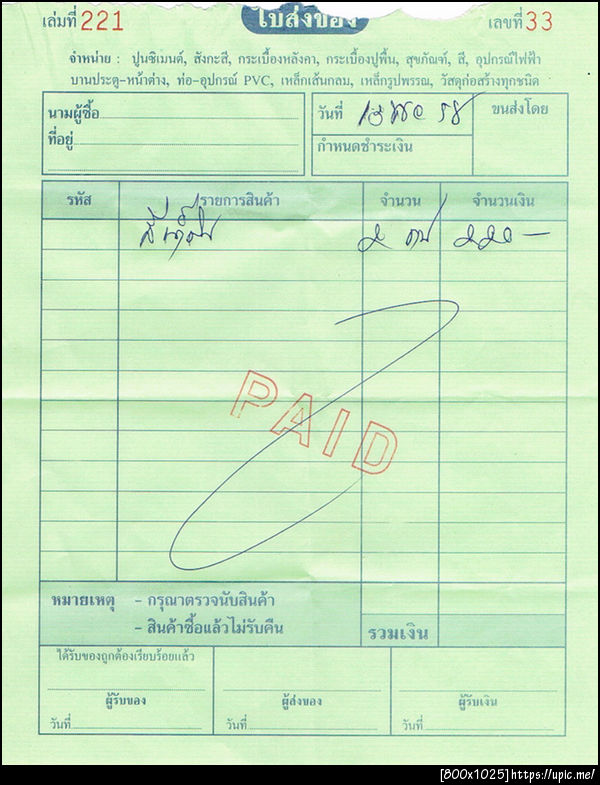 ใบส่งของ
เล่มที่ 221
เลขที่ 33
จำหน่าย : ปูนซิเมนต์, สังกะสี, กระเบื้องหลังคา, กระเบื้องปูพื้น, สุขภัณฑ์, สี, อุปกรณ์ไฟฟ้า
บานประตู-หน้าต่าง, ท่อ-อุปกรณ์ PVC, เหล็กเส้นกลม, เหล็กรูปพรรณ, วัสดุก่อสร้างทุกชนิด
นามผู้ซื้อ
ที่อยู่
วันที่ 58
กำหนดชำระเงิน
ขนส่งโดย
รหัส รายการสินค้า จำนวน จำนวนเงิน
๒ ๒๒๐-
PAID
หมายเหตุ - กรุณาตรวจนับสินค้า
- สินค้าซื้อแล้วไม่รับคืน
รวมเงิน
ได้รับของถูกต้องเรียบร้อยแล้ว
ผู้รับของ ผู้ส่งของ ผู้รับเงิน
วันที่ วันที่ วันที่
[800x1025]https://upic.me/